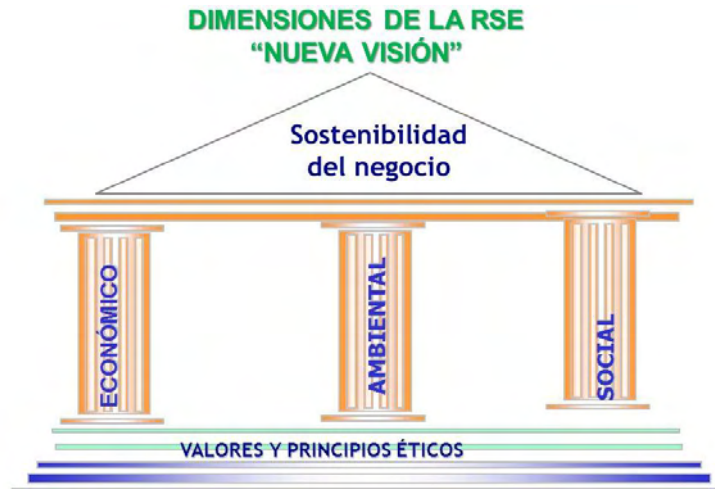 DIMENSIONES DE LA RSE
“NUEVA VISIÓN”
Sostenibilidad
del negocio
ECONÓMICO
AMBIENTAL
SOCIAL
VALORES Y PRINCIPIOS ÉTICOS